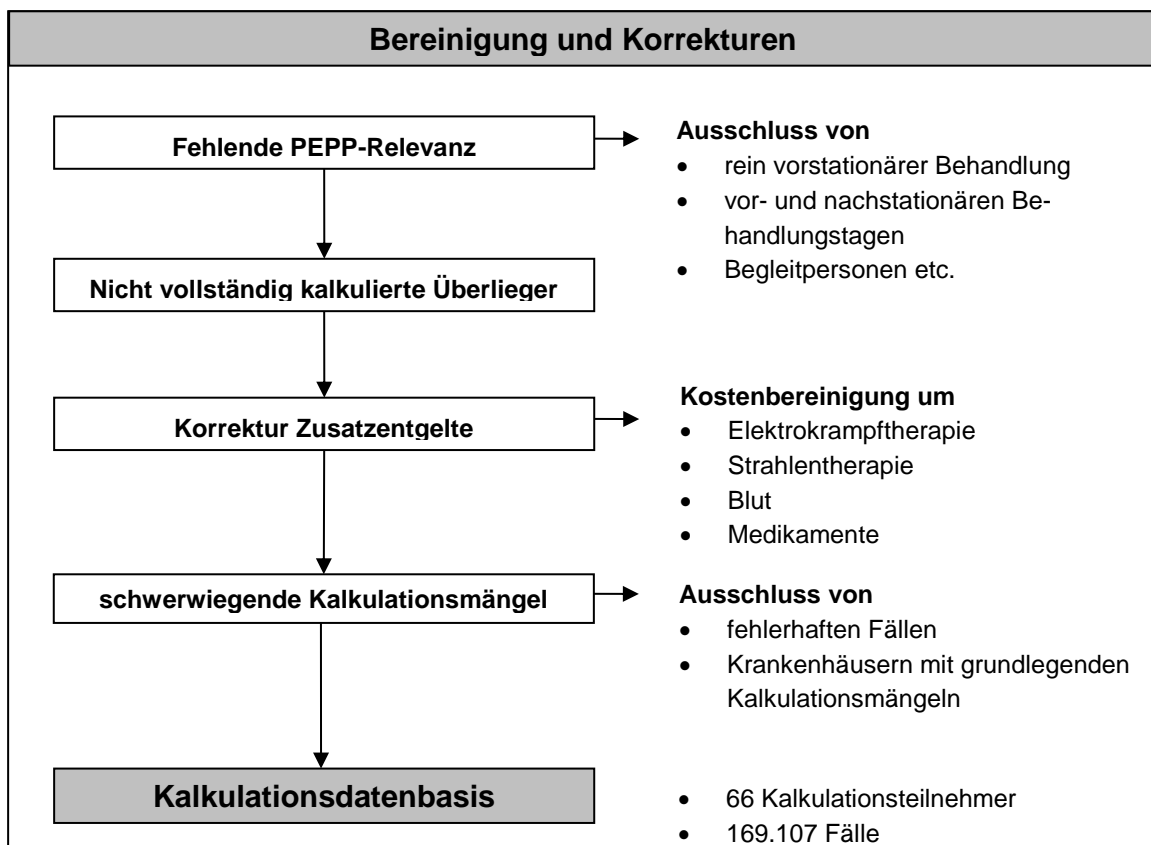 Bereinigung und Korrekturen
Fehlende PEPP-Relevanz
Ausschluss von
• rein vorstationärer Behandlung
• vor- und nachstationären Be-
handlungstagen
• Begleitpersonen etc.
Nicht vollständig kalkulierte Überlieger
Korrektur Zusatzentgelte
Kostenbereinigung um
• Elektrokrampftherapie
• Strahlentherapie
• Blut
• Medikamente
schwerwiegende Kalkulationsmängel
Ausschluss von
• fehlerhaften Fällen
• Krankenhäusern mit grundlegenden
Kalkulationsmängeln
Kalkulationsdatenbasis
• 66 Kalkulationsteilnehmer
• 169.107 Fälle